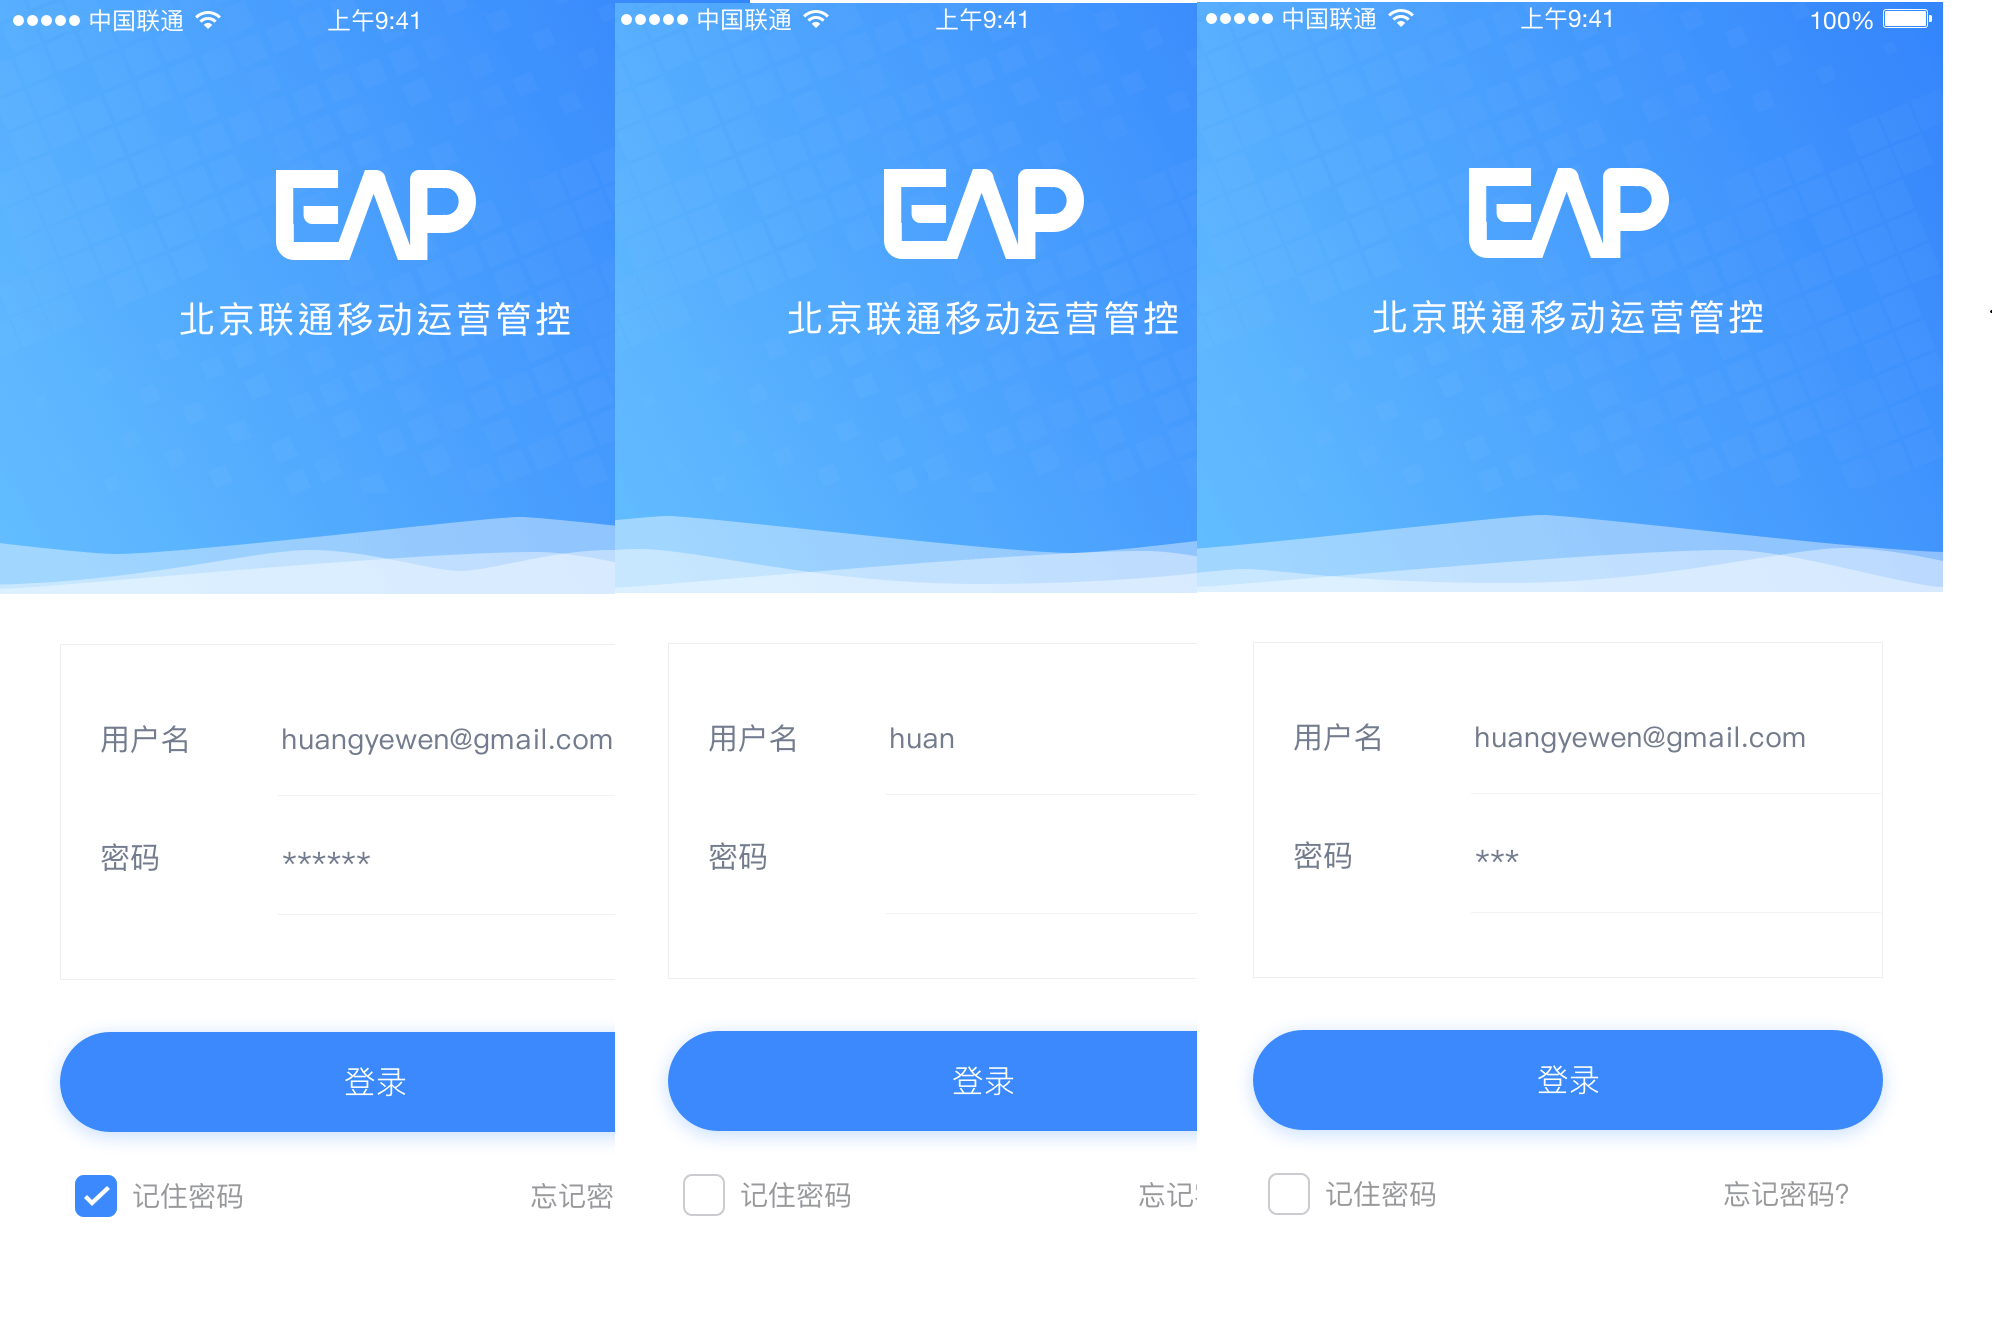 中国联通 上午9:41
EAP
北京联通移动运营管控
用户名 huangyewen@gmail.com
密码 ******
登录
记住密码 忘记密
中国联通 上午9:41
EAP
北京联通移动运营管控
用户名 huan
密码
登录
记住密码 忘记
中国联通 上午9:41 100%
EAP
北京联通移动运营管控
用户名 huangyewen@gmail.com
密码 ***
登录
记住密码 忘记密码?